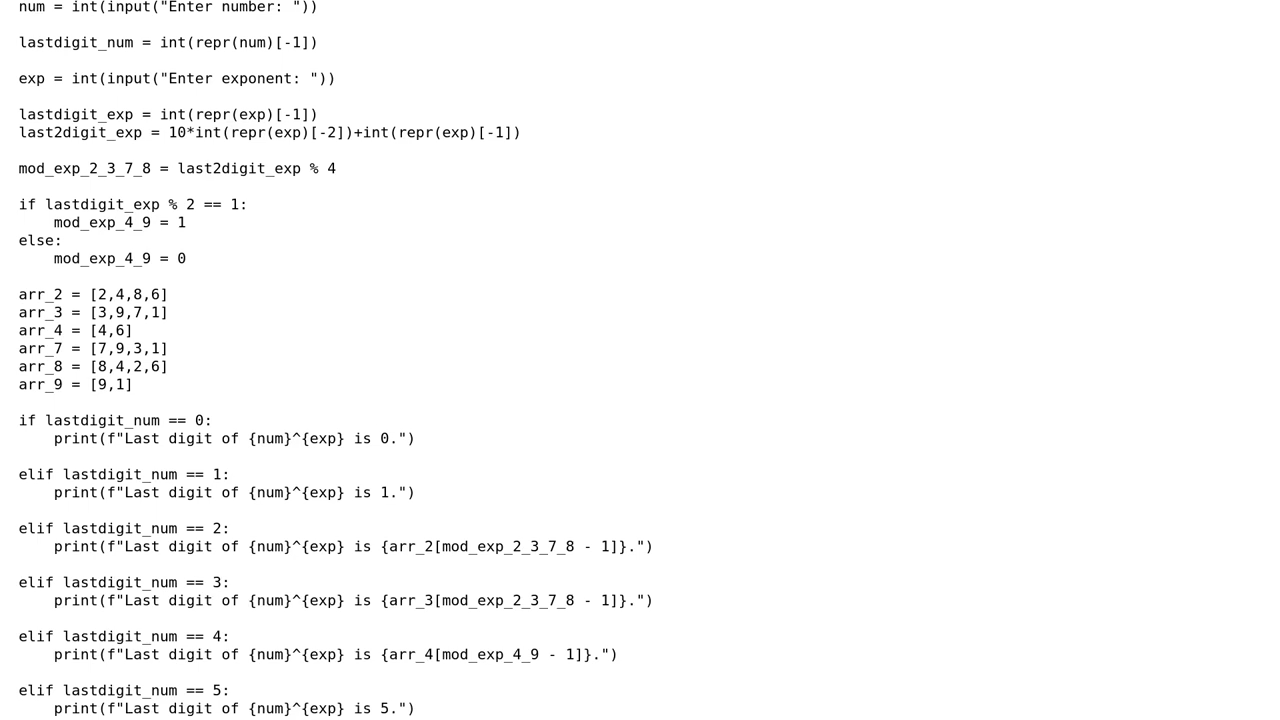 num = int(input("Enter number: "))
lastdigit_num = int(repr(num)[-1])
exp = int(input("Enter exponent: "))
lastdigit_exp = int(repr(exp)[-1])
last2digit_exp = 10*int(repr(exp)[-2])+int(repr(exp)[-1])
mod_exp_2_3_7_8 = last2digit_exp % 4
if lastdigit_exp % 2 == 1:
    mod_exp_4_9 = 1
else:
    mod_exp_4_9 = 0
arr_2 = [2,4,8,6]
arr_3 = [3,9,7,1]
arr_4 = [4,6]
arr_7 = [7,9,3,1]
arr_8 = [8,4,2,6]
arr_9 = [9,1]
if lastdigit_num == 0:
    print(f"Last digit of {num}^{exp} is 0.")
elif lastdigit_num == 1:
    print(f"Last digit of {num}^{exp} is 1.")
elif lastdigit_num == 2:
    print(f"Last digit of {num}^{exp} is {arr_2[mod_exp_2_3_7_8 - 1]}.")
elif lastdigit_num == 3:
    print(f"Last digit of {num}^{exp} is {arr_3[mod_exp_2_3_7_8 - 1]}.")
elif lastdigit_num == 4:
    print(f"Last digit of {num}^{exp} is {arr_4[mod_exp_4_9 - 1]}.")
elif lastdigit_num == 5:
    print(f"Last digit of {num}^{exp} is 5.")